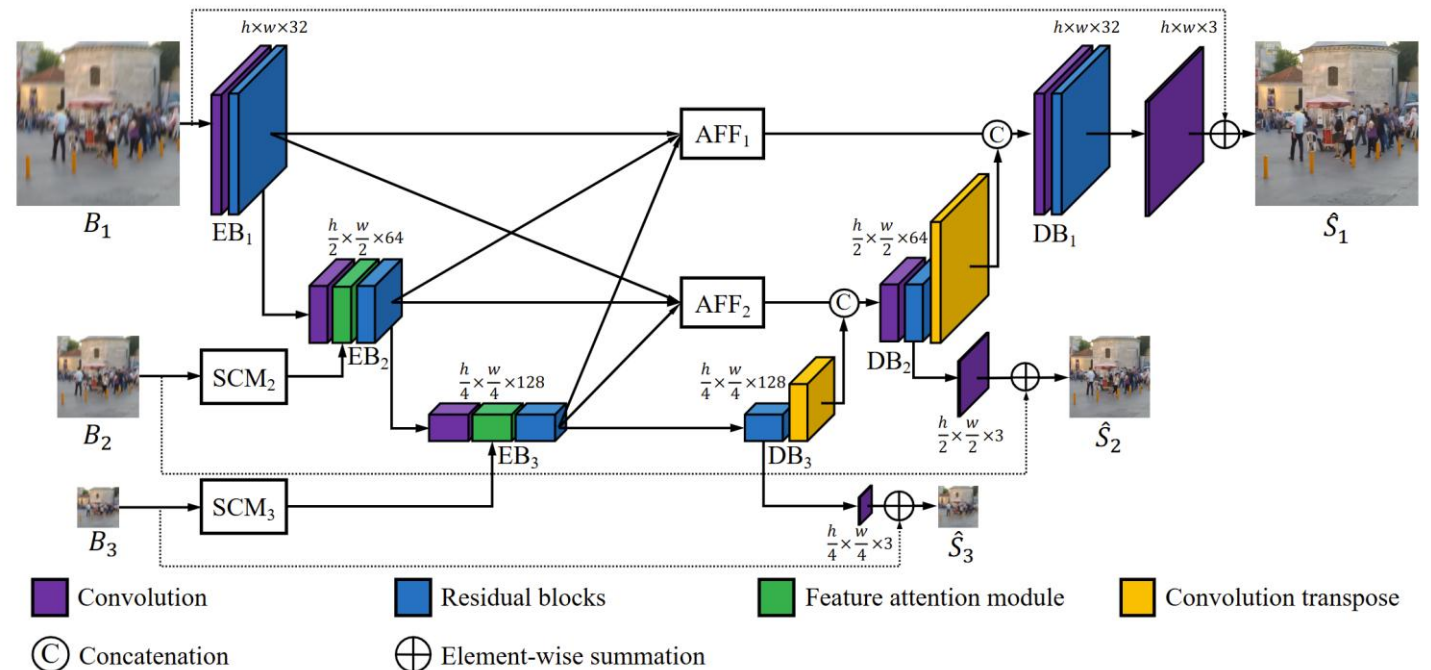 h×w×32
h×w×32
h×w×3
B₁
EB₁
AFF₁
C
DB₁
Ŝ₁
h/2 × w/2 ×64
h/2 × w/2 ×64
EB₂
AFF₂
C
DB₂
B₂
SCM₂
h/4 × w/4 ×128
h/4 × w/4 ×128
h/2 × w/2 ×3
Ŝ₂
EB₃
DB₃
B₃
SCM₃
h/4 × w/4 ×3
Ŝ₃
Convolution
Residual blocks
Feature attention module
Convolution transpose
C Concatenation
Element-wise summation